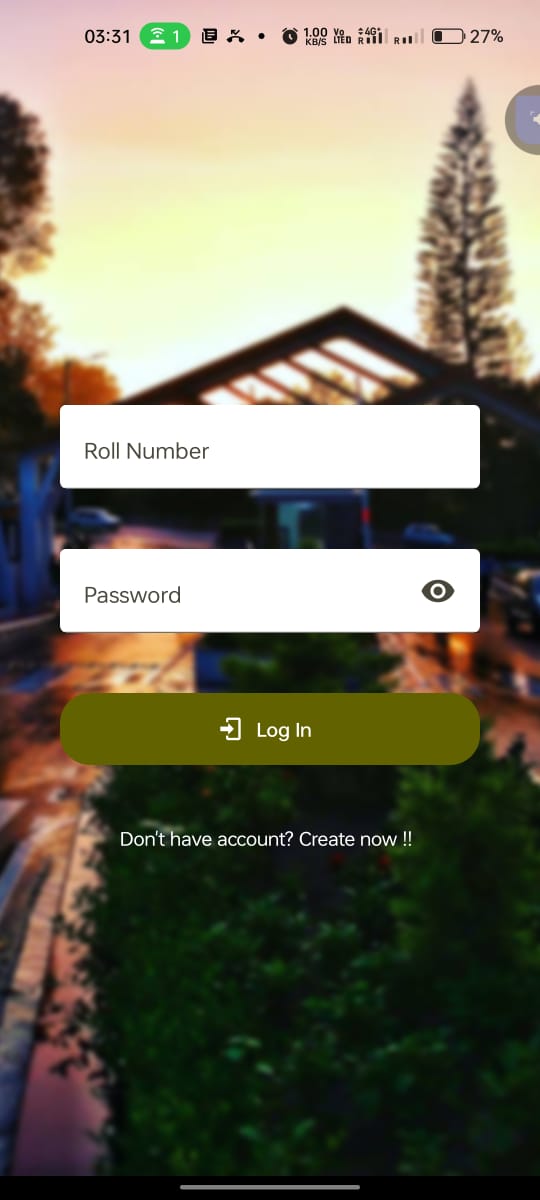 03:31
1
1.00
KB/S
Vo
LTE
4G+
R
R
27%
Roll Number
Password
Log In
Don't have account? Create now !!